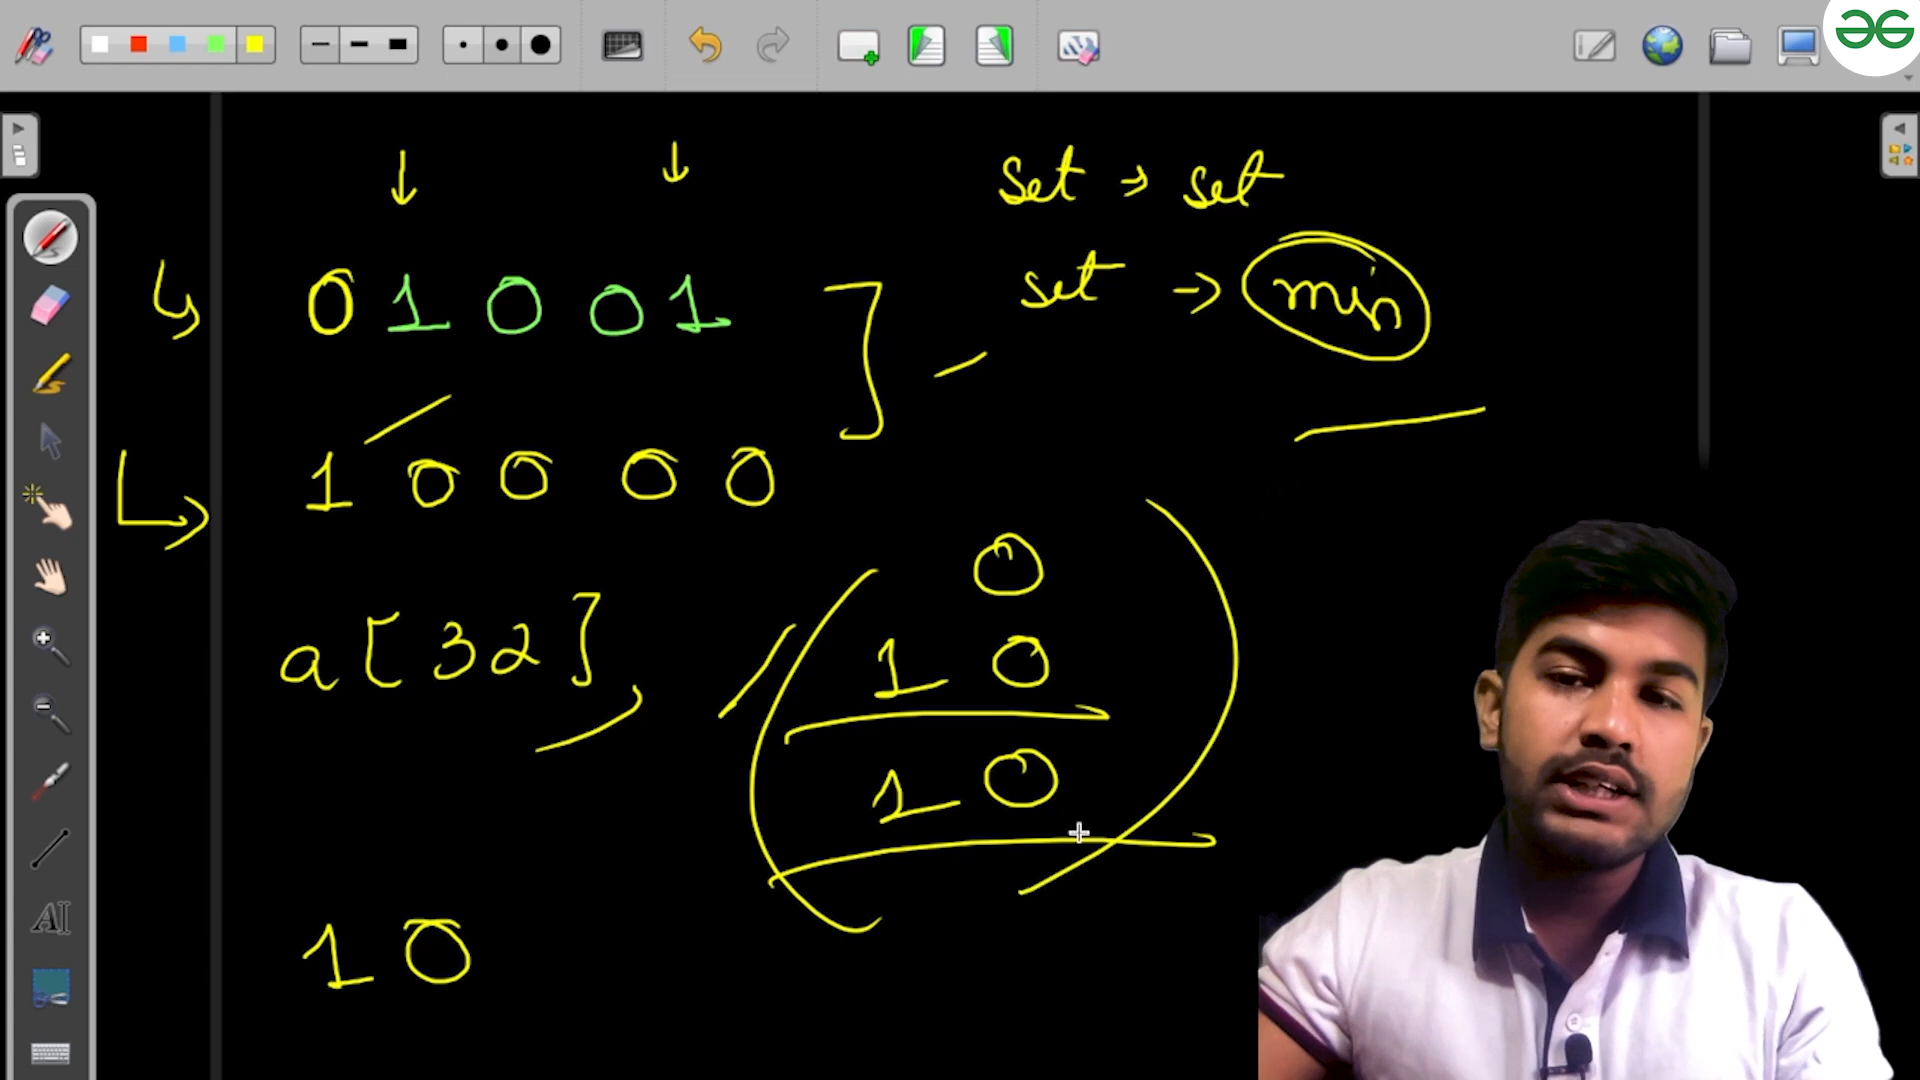 Set → set
set → min
0 1 0 0 1
1 0 0 0 0
0
a[32],
1 0
1 0
1 0